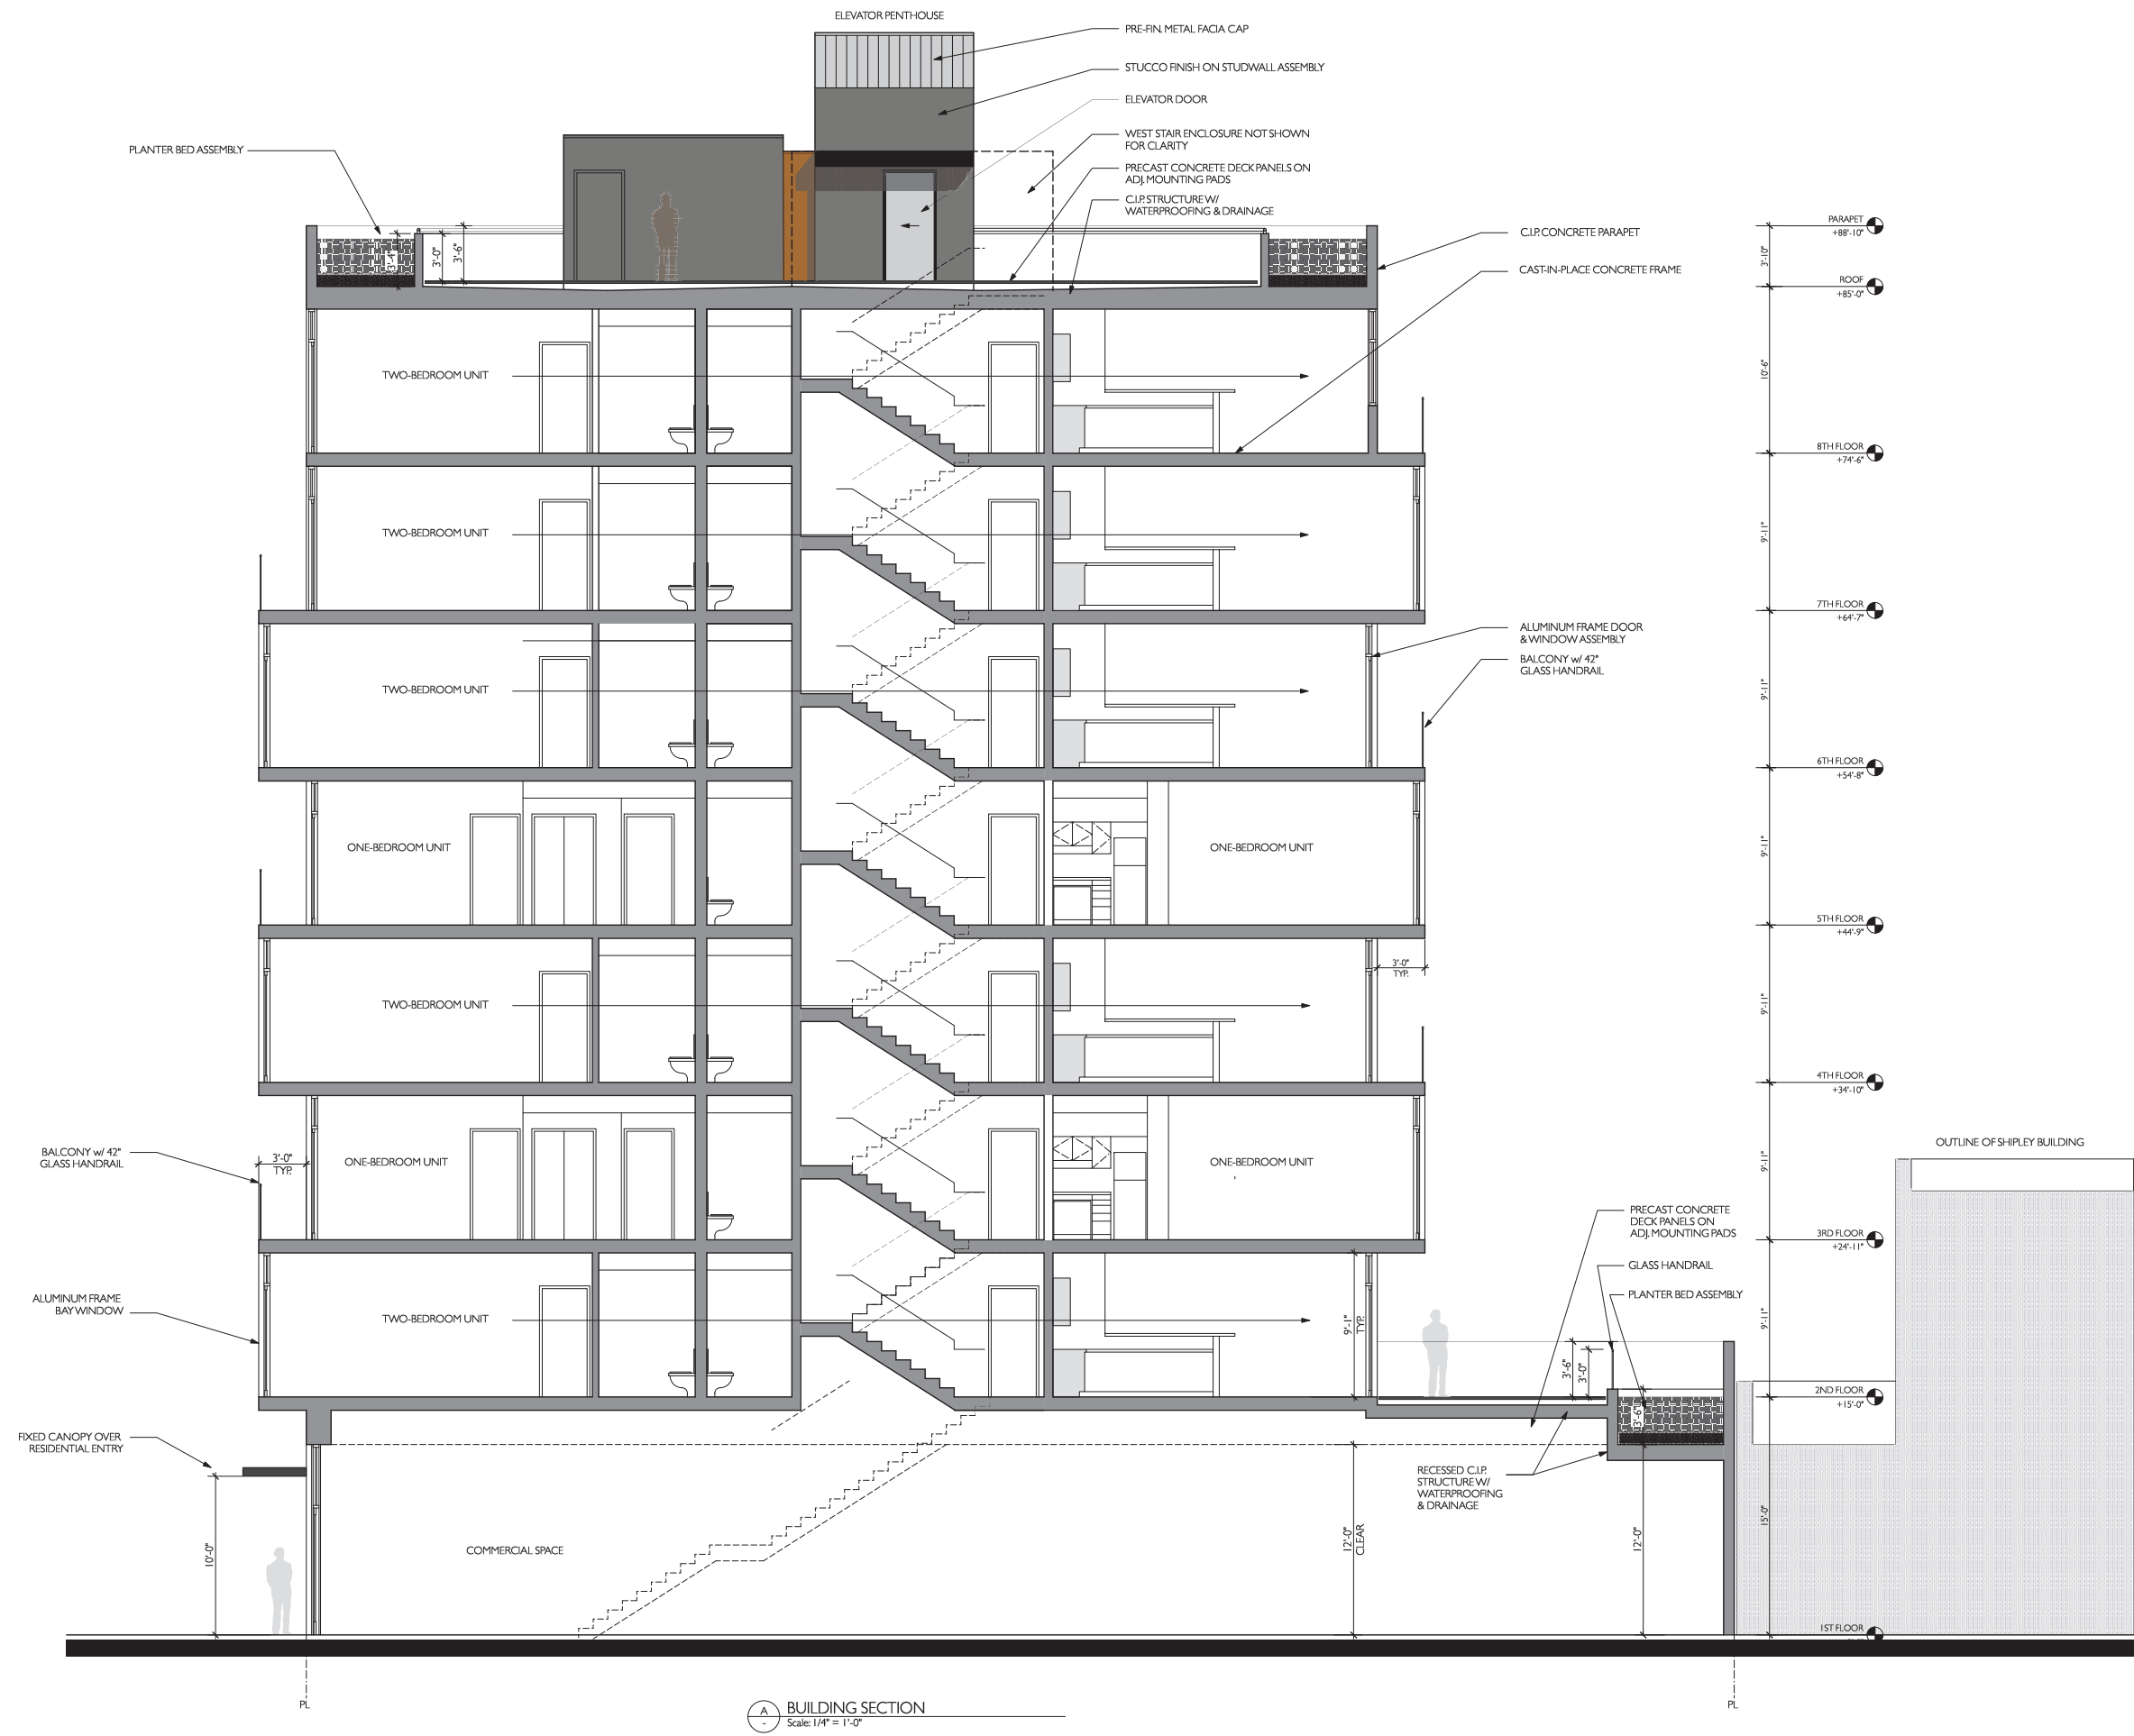 ELEVATOR PENTHOUSE
PRE-FIN. METAL FACIA CAP
STUCCO FINISH ON STUDWALL ASSEMBLY
ELEVATOR DOOR
WEST STAIR ENCLOSURE NOT SHOWN
FOR CLARITY
PRECAST CONCRETE DECK PANELS ON
ADJ. MOUNTING PADS
C.I.P. STRUCTURE W/
WATERPROOFING & DRAINAGE
PLANTER BED ASSEMBLY
3'-4"
3'-0"
3'-6"
C.I.P. CONCRETE PARAPET
CAST-IN-PLACE CONCRETE FRAME
PARAPET
+88'-10"
3'-10"
ROOF
+85'-0"
10'-6"
TWO-BEDROOM UNIT
8TH FLOOR
+74'-6"
9'-11"
TWO-BEDROOM UNIT
7TH FLOOR
+64'-7"
ALUMINUM FRAME DOOR
& WINDOW ASSEMBLY
BALCONY w/ 42"
GLASS HANDRAIL
9'-11"
TWO-BEDROOM UNIT
6TH FLOOR
+54'-8"
9'-11"
ONE-BEDROOM UNIT
ONE-BEDROOM UNIT
5TH FLOOR
+44'-9"
3'-0"
TYP.
9'-11"
TWO-BEDROOM UNIT
4TH FLOOR
+34'-10"
9'-11"
BALCONY w/ 42"
GLASS HANDRAIL
3'-0"
TYP.
ONE-BEDROOM UNIT
ONE-BEDROOM UNIT
OUTLINE OF SHIPLEY BUILDING
PRECAST CONCRETE
DECK PANELS ON
ADJ. MOUNTING PADS
3RD FLOOR
+24'-11"
GLASS HANDRAIL
PLANTER BED ASSEMBLY
9'-11"
ALUMINUM FRAME
BAY WINDOW
TWO-BEDROOM UNIT
9'-1"
TYP.
3'-6"
3'-0"
3'-6"
2ND FLOOR
+15'-0"
FIXED CANOPY OVER
RESIDENTIAL ENTRY
RECESSED C.I.P.
STRUCTURE W/
WATERPROOFING
& DRAINAGE
10'-0"
COMMERCIAL SPACE
12'-0"
CLEAR
12'-0"
15'-0"
1ST FLOOR
PL
PL
A
-
BUILDING SECTION
Scale: 1/4" = 1'-0"